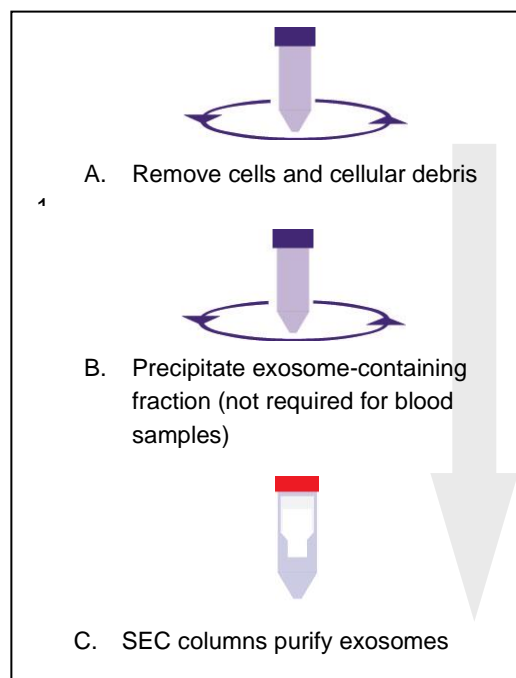 A. Remove cells and cellular debris
B. Precipitate exosome-containing
fraction (not required for blood
samples)
C. SEC columns purify exosomes